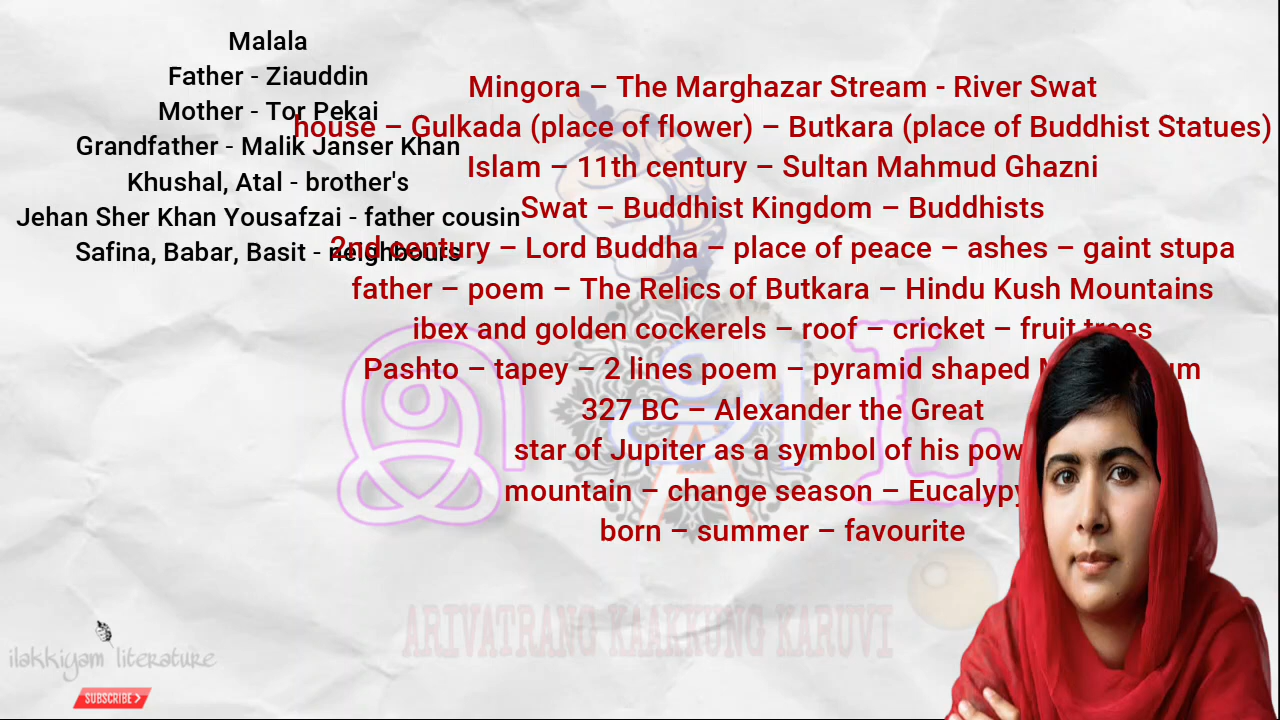 Malala
Father - Ziauddin
Mother - Tor Pekai
Grandfather - Malik Janser Khan
Khushal, Atal - brother's
Jehan Sher Khan Yousafzai - father cousin
Safina, Babar, Basit - neighbours
Mingora – The Marghazar Stream - River Swat
house – Gulkada (place of flower) – Butkara (place of Buddhist Statues)
Islam – 11th century – Sultan Mahmud Ghazni
Swat – Buddhist Kingdom – Buddhists
2nd century – Lord Buddha – place of peace – ashes – gaint stupa
father – poem – The Relics of Butkara – Hindu Kush Mountains
ibex and golden cockerels – roof – cricket – fruit trees
Pashto – tapey – 2 lines poem – pyramid shaped
327 BC – Alexander the Great
star of Jupiter as a symbol of his
mountain – change season –
born – summer – favourite
இ L
ARIVATRANG KAAKKUNG KARUVI
ilakkiyam literature
SUBSCRIBE